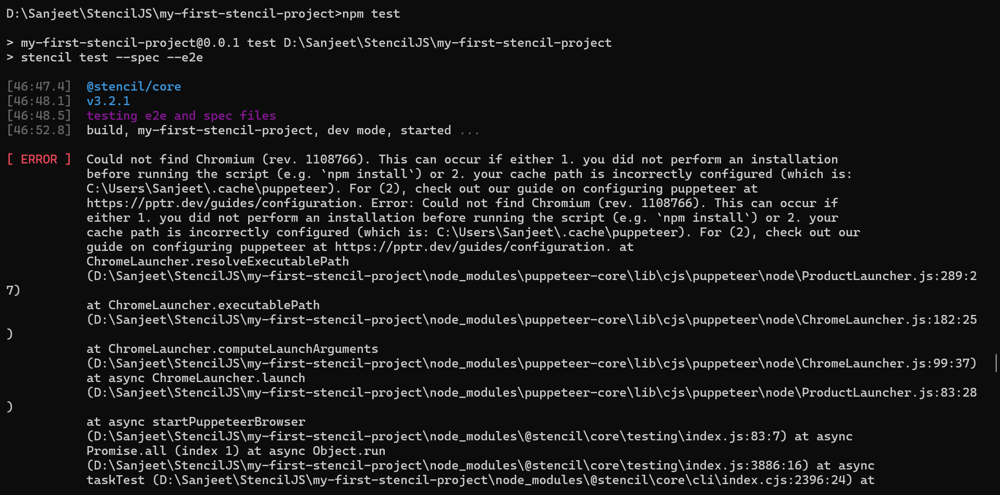 D:\Sanjeet\StencilJS\my-first-stencil-project>npm test
> my-first-stencil-project@0.0.1 test D:\Sanjeet\StencilJS\my-first-stencil-project
> stencil test --spec --e2e
[46:47.4]  @stencil/core
[46:48.1]  v3.2.1
[46:48.5]  testing e2e and spec files
[46:52.8]  build, my-first-stencil-project, dev mode, started ...
[ ERROR ]  Could not find Chromium (rev. 1108766). This can occur if either 1. you did not perform an installation
before running the script (e.g. `npm install`) or 2. your cache path is incorrectly configured (which is:
C:\Users\Sanjeet\.cache\puppeteer). For (2), check out our guide on configuring puppeteer at
https://pptr.dev/guides/configuration. Error: Could not find Chromium (rev. 1108766). This can occur if
either 1. you did not perform an installation before running the script (e.g. `npm install`) or 2. your
cache path is incorrectly configured (which is: C:\Users\Sanjeet\.cache\puppeteer). For (2), check out our
guide on configuring puppeteer at https://pptr.dev/guides/configuration. at
ChromeLauncher.resolveExecutablePath
(D:\Sanjeet\StencilJS\my-first-stencil-project\node_modules\puppeteer-core\lib\cjs\puppeteer\node\ProductLauncher.js:289:2
7)
at ChromeLauncher.executablePath
(D:\Sanjeet\StencilJS\my-first-stencil-project\node_modules\puppeteer-core\lib\cjs\puppeteer\node\ChromeLauncher.js:182:25
)
at ChromeLauncher.computeLaunchArguments
(D:\Sanjeet\StencilJS\my-first-stencil-project\node_modules\puppeteer-core\lib\cjs\puppeteer\node\ChromeLauncher.js:99:37)
at async ChromeLauncher.launch
(D:\Sanjeet\StencilJS\my-first-stencil-project\node_modules\puppeteer-core\lib\cjs\puppeteer\node\ProductLauncher.js:83:28
)
at async startPuppeteerBrowser
(D:\Sanjeet\StencilJS\my-first-stencil-project\node_modules\@stencil\core\testing\index.js:83:7) at async
Promise.all (index 1) at async Object.run
(D:\Sanjeet\StencilJS\my-first-stencil-project\node_modules\@stencil\core\testing\index.js:3886:16) at async
taskTest (D:\Sanjeet\StencilJS\my-first-stencil-project\node_modules\@stencil\core\cli\index.cjs:2396:24) at